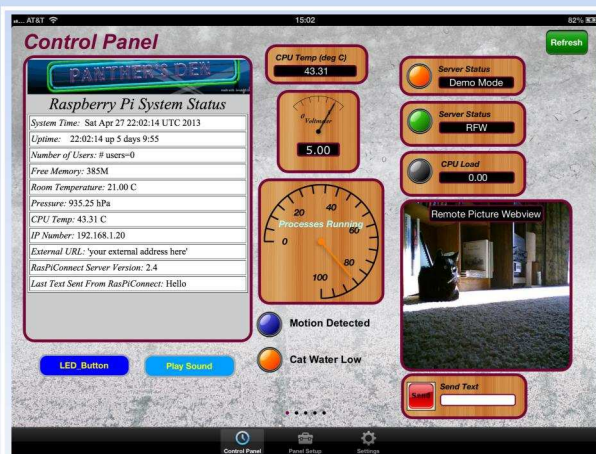 AT&T
15:02
82%
Control Panel
Refresh
PANTHER'S DEN
Raspberry Pi System Status
System Time: Sat Apr 27 22:02:14 UTC 2013
Uptime: 22:02:14 up 5 days 9:55
Number of Users: # users=0
Free Memory: 385M
Room Temperature: 21.00 C
Pressure: 935.25 hPa
CPU Temp: 43.31 C
IP Number: 192.168.1.20
External URL: 'your external address here'
RasPiConnect Server Version: 2.4
Last Text Sent From RasPiConnect: Hello
LED_Button
Play Sound
CPU Temp (deg C)
43.31
0
Voltmeter
5.00
20
40
Processes Running
0
60
80
100
Motion Detected
Cat Water Low
Server Status
Demo Mode
Server Status
RFW
CPU Load
0.00
Remote Picture Webview
Send
Send Text
Control Panel
Panel Setup
Settings